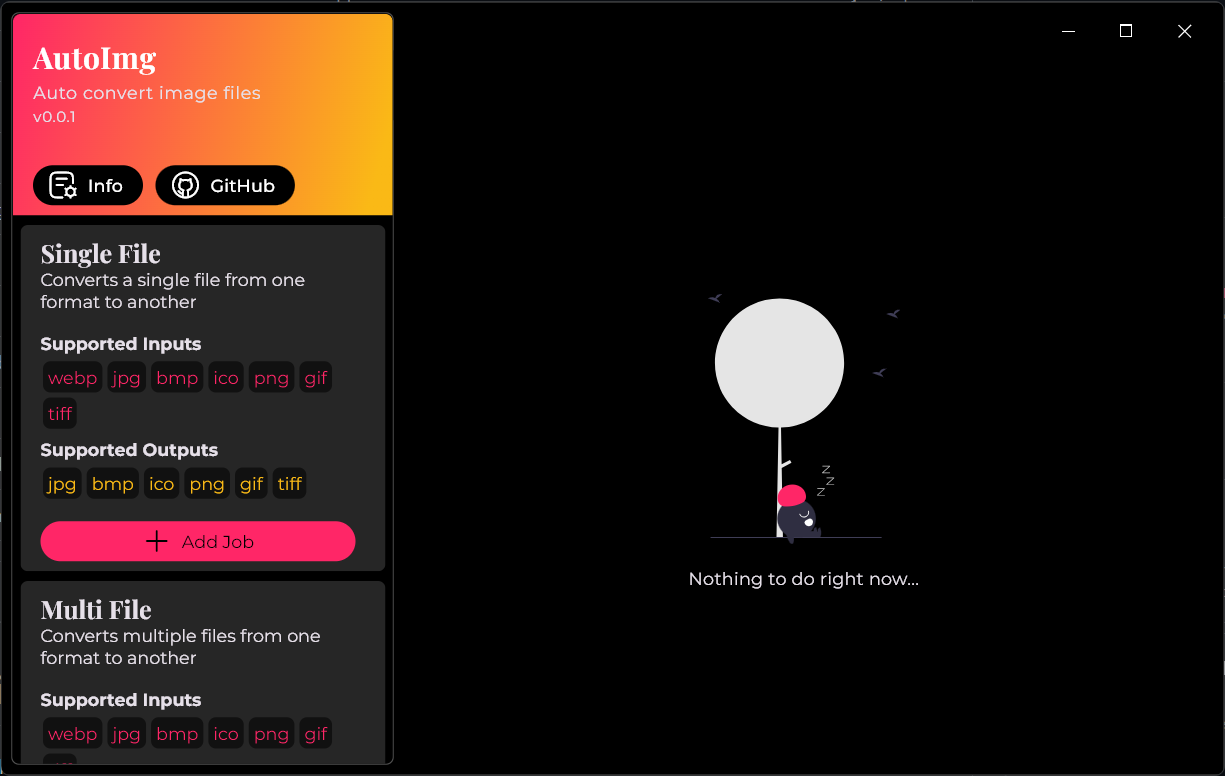 AutoImg
Auto convert image files
v0.0.1
Info
GitHub
Single File
Converts a single file from one
format to another
Supported Inputs
webp jpg bmp ico png gif
tiff
Supported Outputs
jpg bmp ico png gif tiff
Add Job
Multi File
Converts multiple files from one
format to another
Supported Inputs
webp jpg bmp ico png gif
z
z
z
Nothing to do right now...